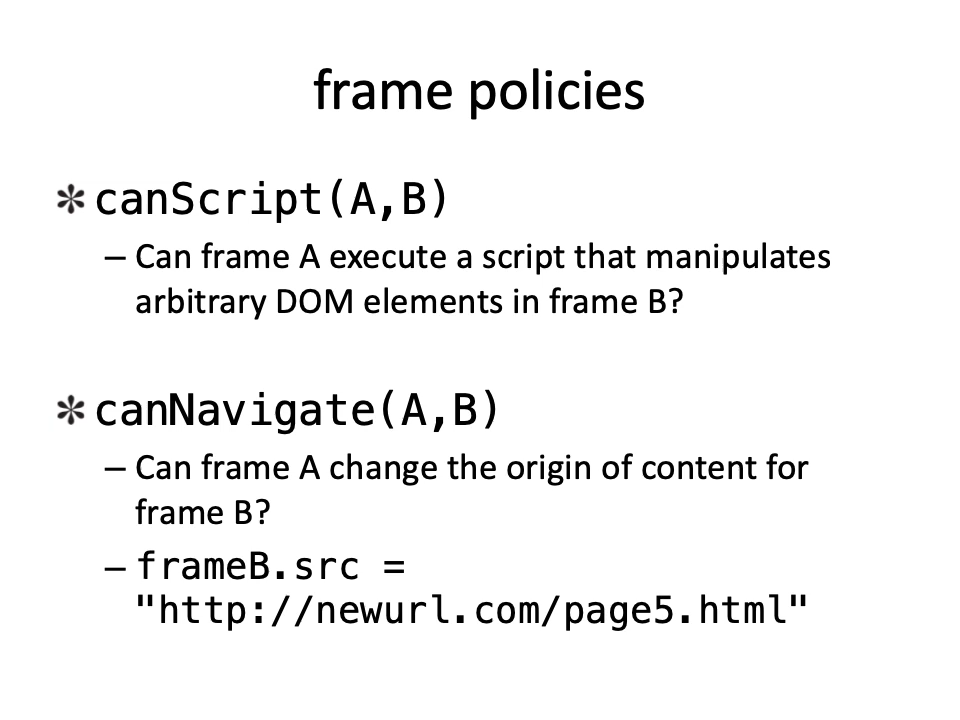 frame policies
✻ canScript(A,B)
– Can frame A execute a script that manipulates
arbitrary DOM elements in frame B?
✻ canNavigate(A,B)
– Can frame A change the origin of content for
frame B?
– frameB.src =
"http://newurl.com/page5.html"